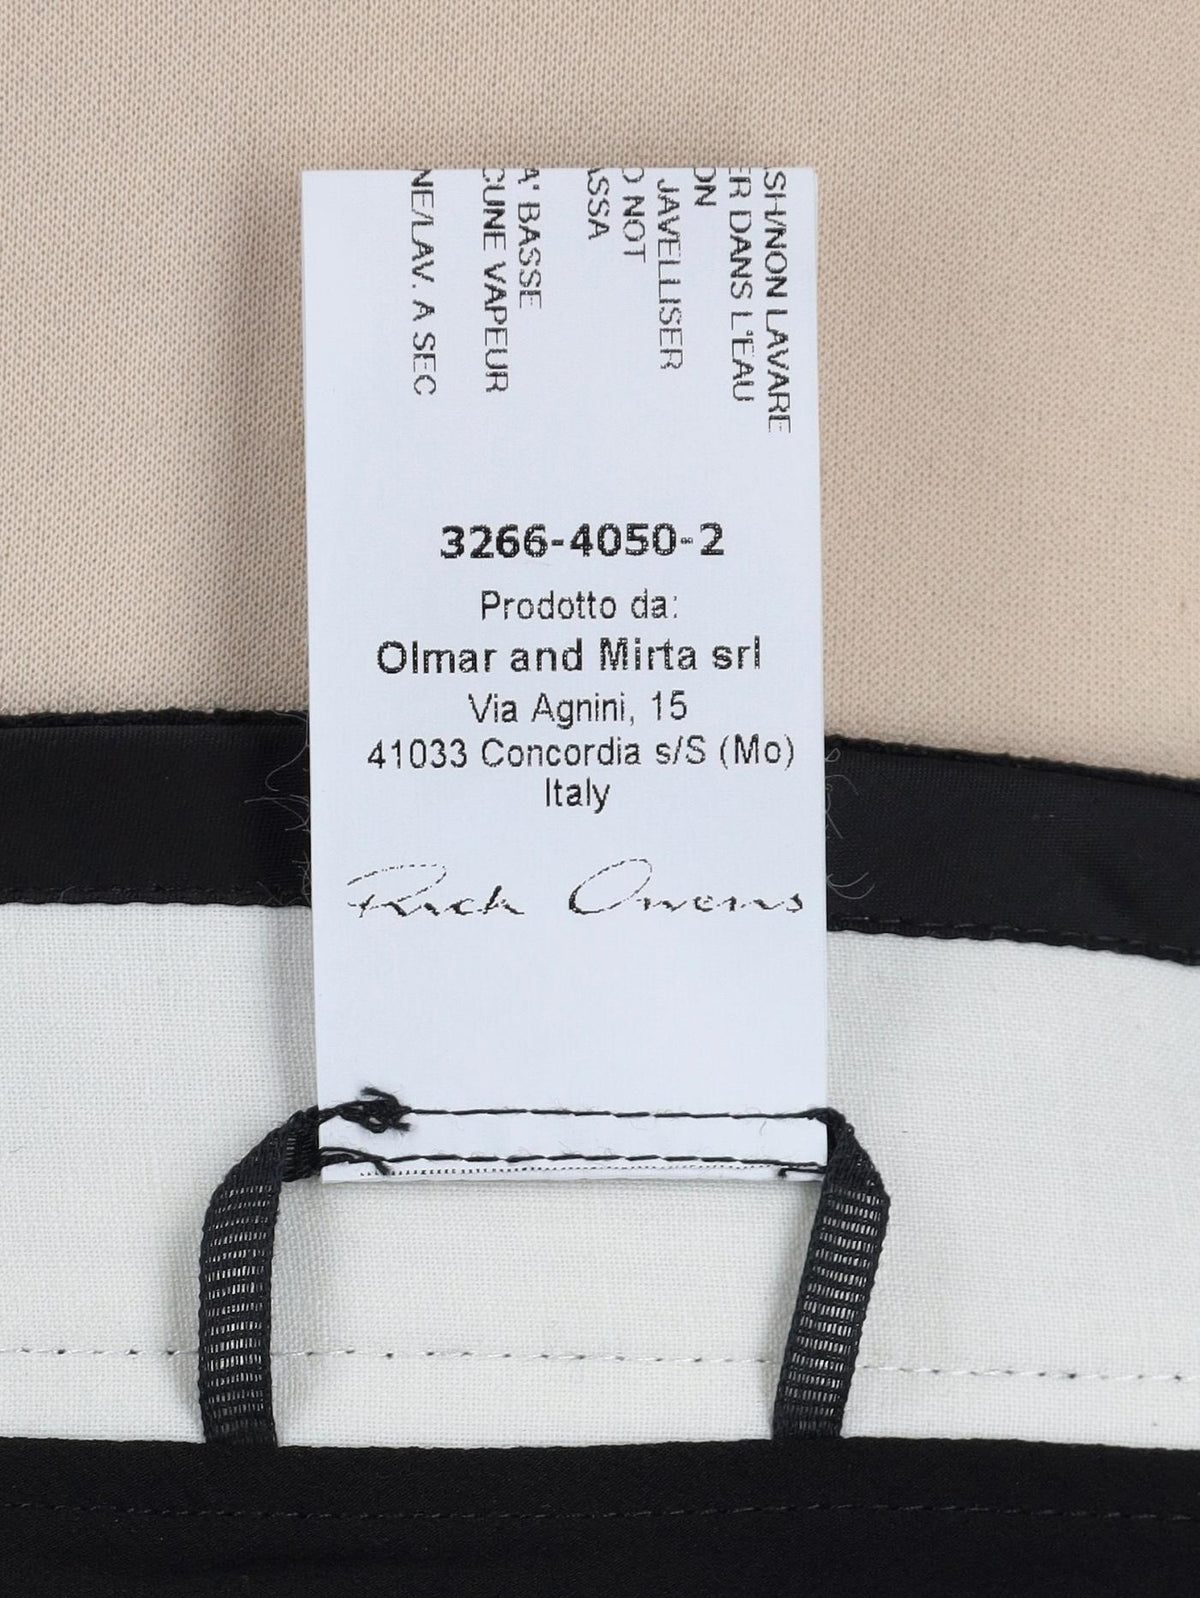 SH/NON LAVARE
ER DANS L'EAU
ON
JAVELLISER
O NOT
ASSA
A' BASSE
CUNE VAPEUR
NE/LAV. A SEC
3266-4050-2
Prodotto da:
Olmar and Mirta srl
Via Agnini, 15
41033 Concordia s/S (Mo)
Italy
Rick Owens